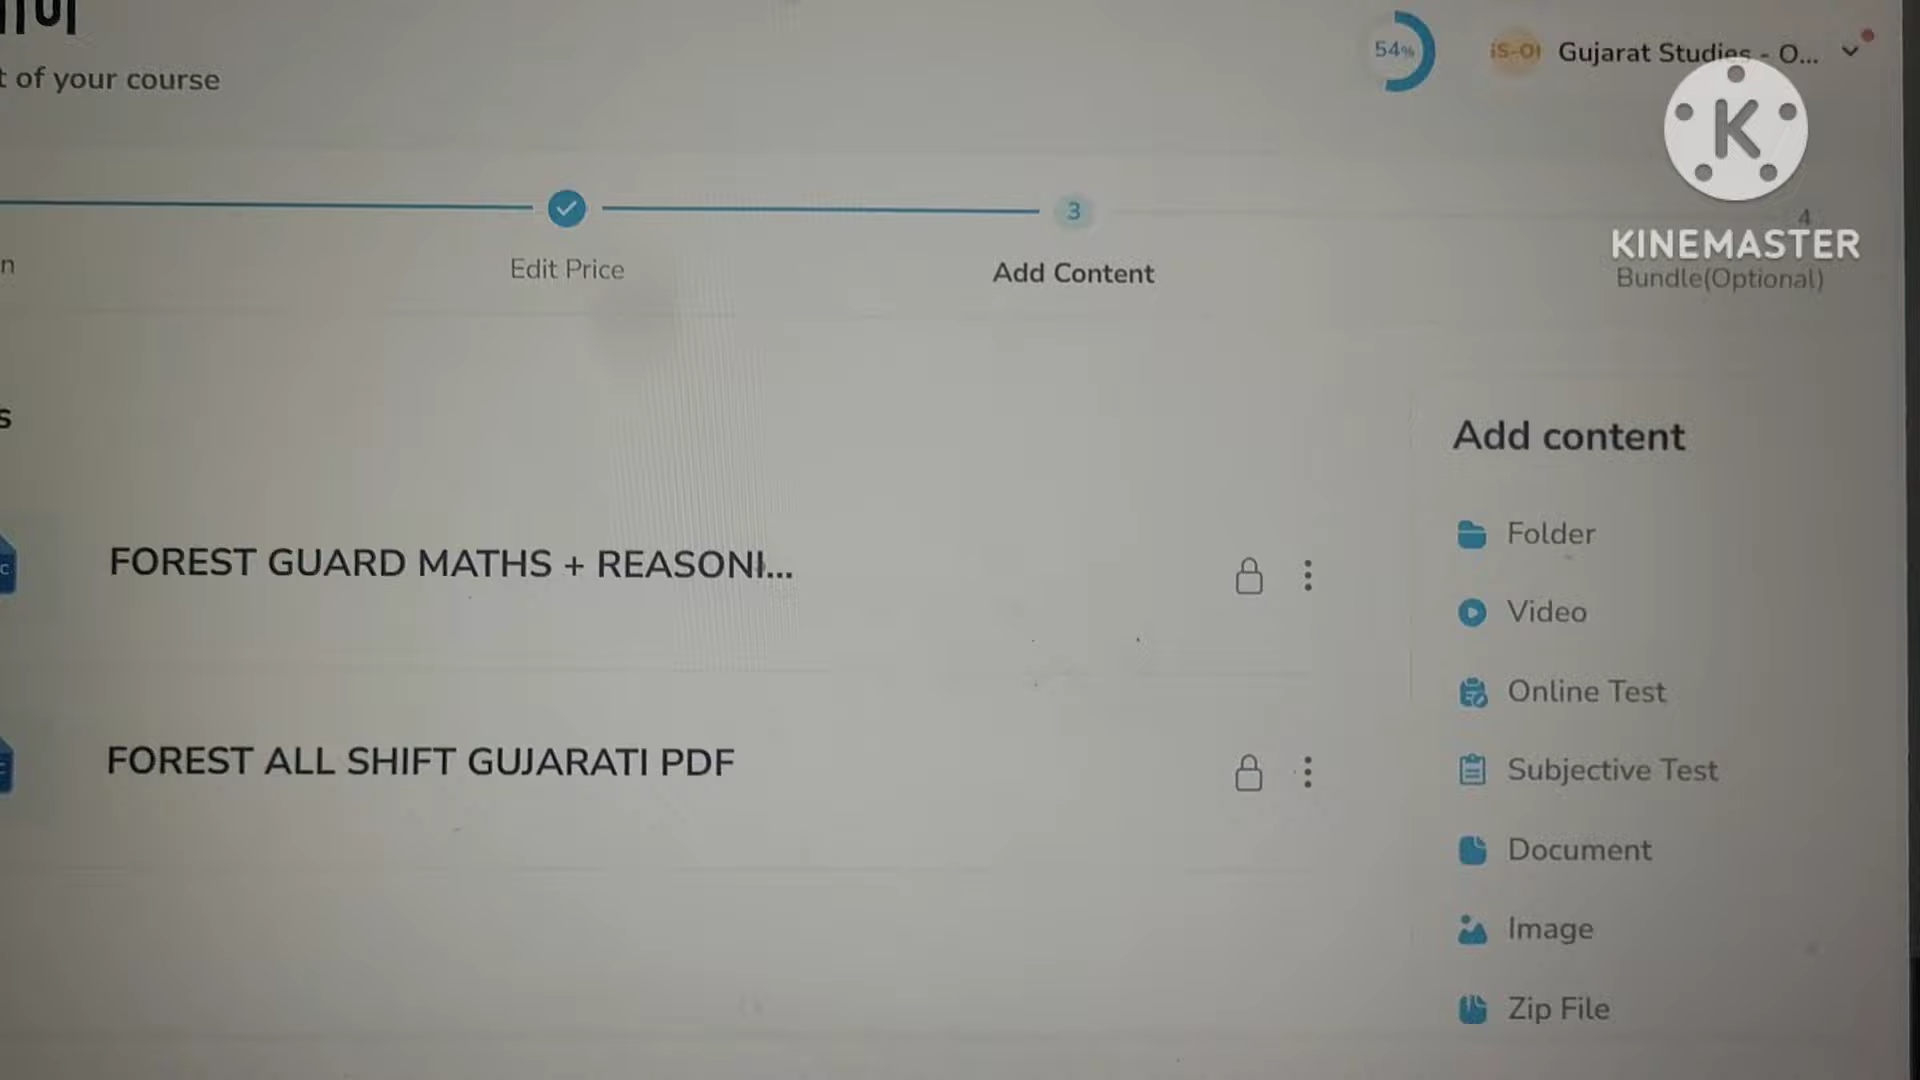 t of your course
54%
Gujarat Studies - O...
K
3
4
KINEMASTER
n
Edit Price
Add Content
Bundle(Optional)
s
Add content
Folder
FOREST GUARD MATHS + REASONI...
Video
Online Test
FOREST ALL SHIFT GUJARATI PDF
Subjective Test
Document
Image
Zip File